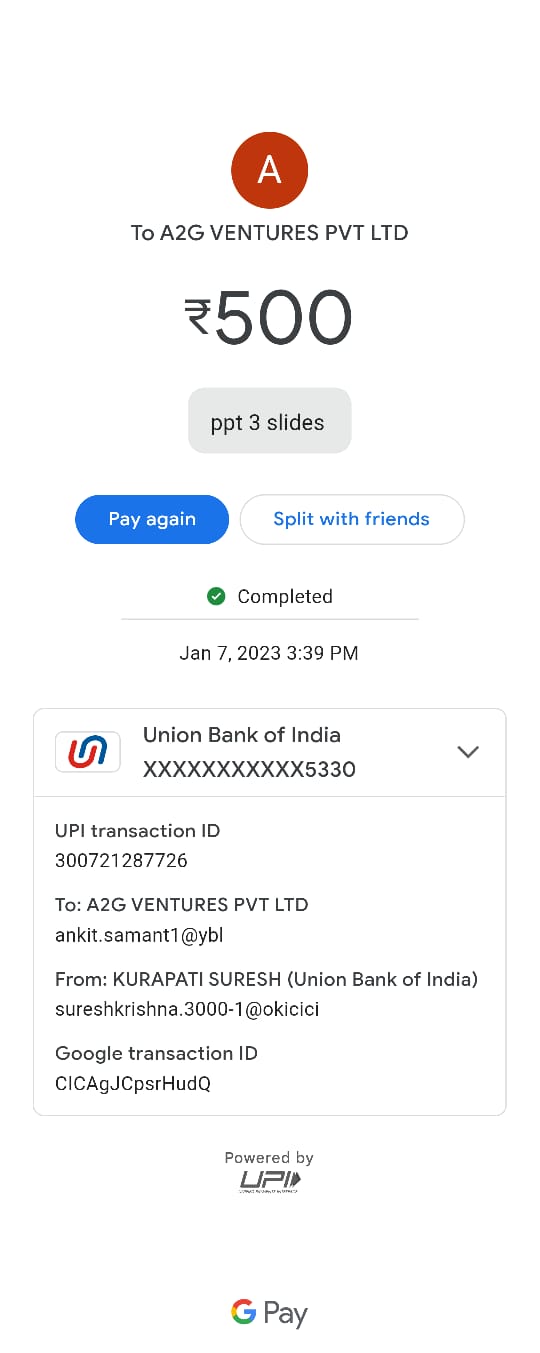 A
To A2G VENTURES PVT LTD
₹500
ppt 3 slides
Pay again
Split with friends
Completed
Jan 7, 2023 3:39 PM
Union Bank of India
XXXXXXXXXXX5330
UPI transaction ID
300721287726
To: A2G VENTURES PVT LTD
ankit.samant1@ybl
From: KURAPATI SURESH (Union Bank of India)
sureshkrishna.3000-1@okicici
Google transaction ID
CICAgJCpsrHudQ
Powered by
UPI
G Pay